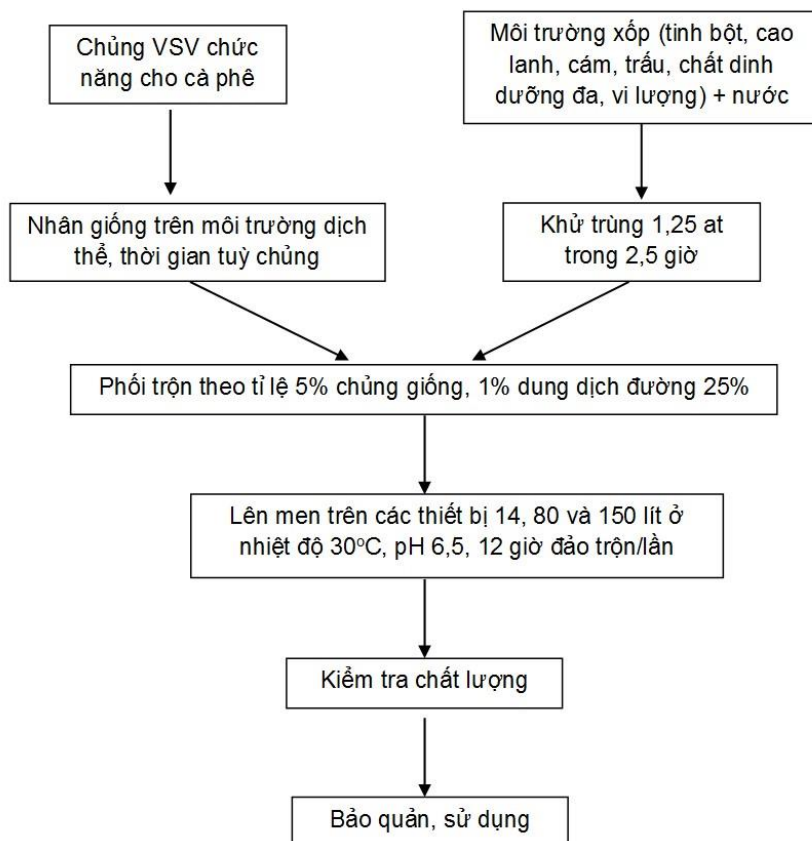 Chủng VSV chức
năng cho cà phê
Môi trường xốp (tinh bột, cao
lanh, cám, trấu, chất dinh
dưỡng đa, vi lượng) + nước
Nhân giống trên môi trường dịch
thể, thời gian tuỳ chủng
Khử trùng 1,25 at
trong 2,5 giờ
Phối trộn theo tỉ lệ 5% chủng giống, 1% dung dịch đường 25%
Lên men trên các thiết bị 14, 80 và 150 lít ở
nhiệt độ 30ºC, pH 6,5, 12 giờ đảo trộn/lần
Kiểm tra chất lượng
Bảo quản, sử dụng